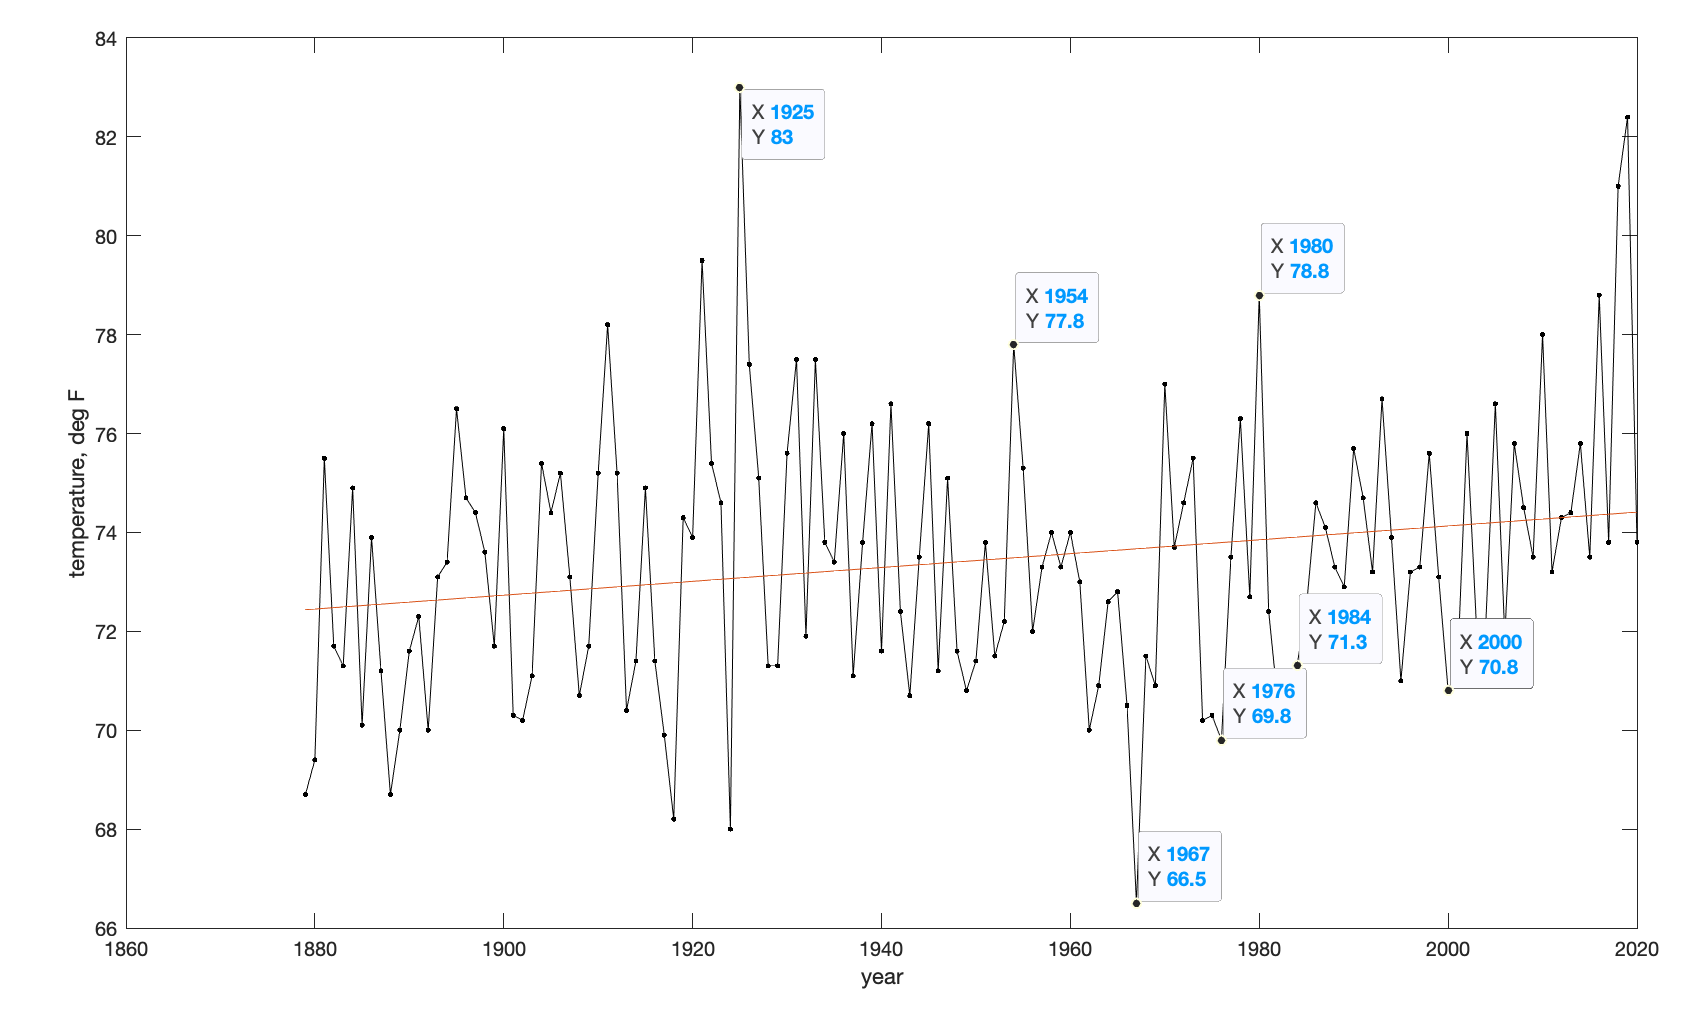 84
82
80
78
76
74
72
70
68
66
temperature, deg F
X 1925
Y 83
X 1954
Y 77.8
X 1980
Y 78.8
X 1984
Y 71.3
X 2000
Y 70.8
X 1976
Y 69.8
X 1967
Y 66.5
1860 1880 1900 1920 1940 1960 1980 2000 2020
year